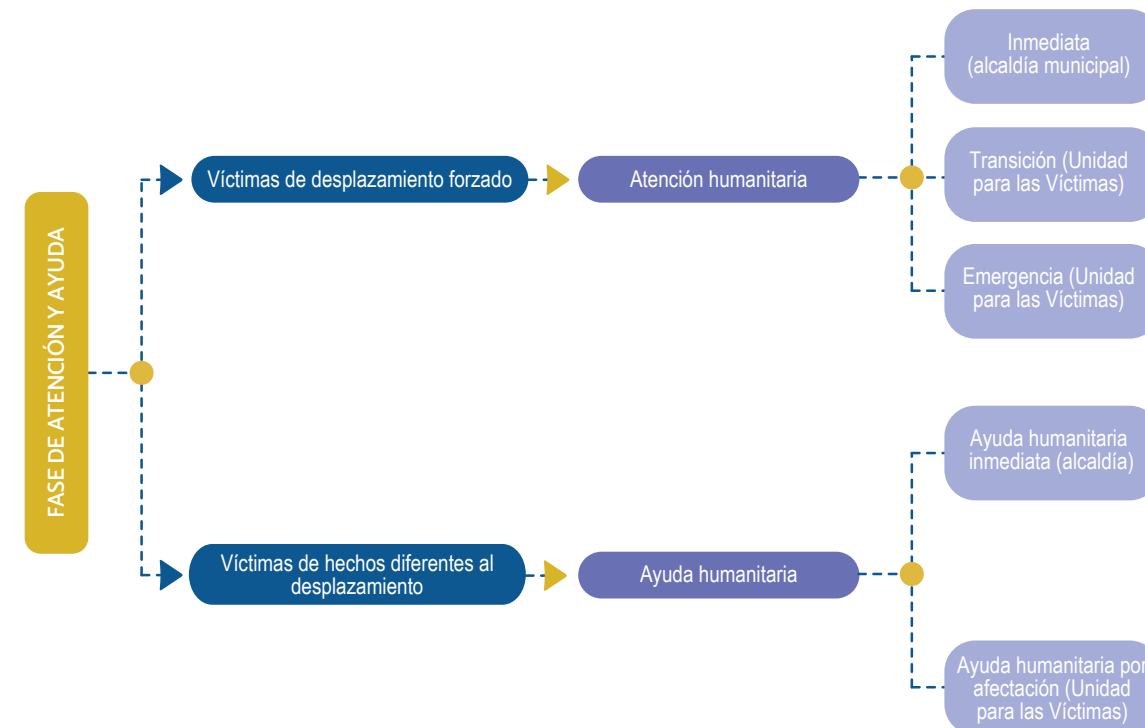 FASE DE ATENCIÓN Y AYUDA
Víctimas de desplazamiento forzado
Atención humanitaria
Inmediata
(alcaldía municipal)
Transición (Unidad
para las Víctimas)
Emergencia (Unidad
para las Víctimas)
Víctimas de hechos diferentes al
desplazamiento
Ayuda humanitaria
Ayuda humanitaria
inmediata (alcaldía)
Ayuda humanitaria por
afectación (Unidad
para las Víctimas)